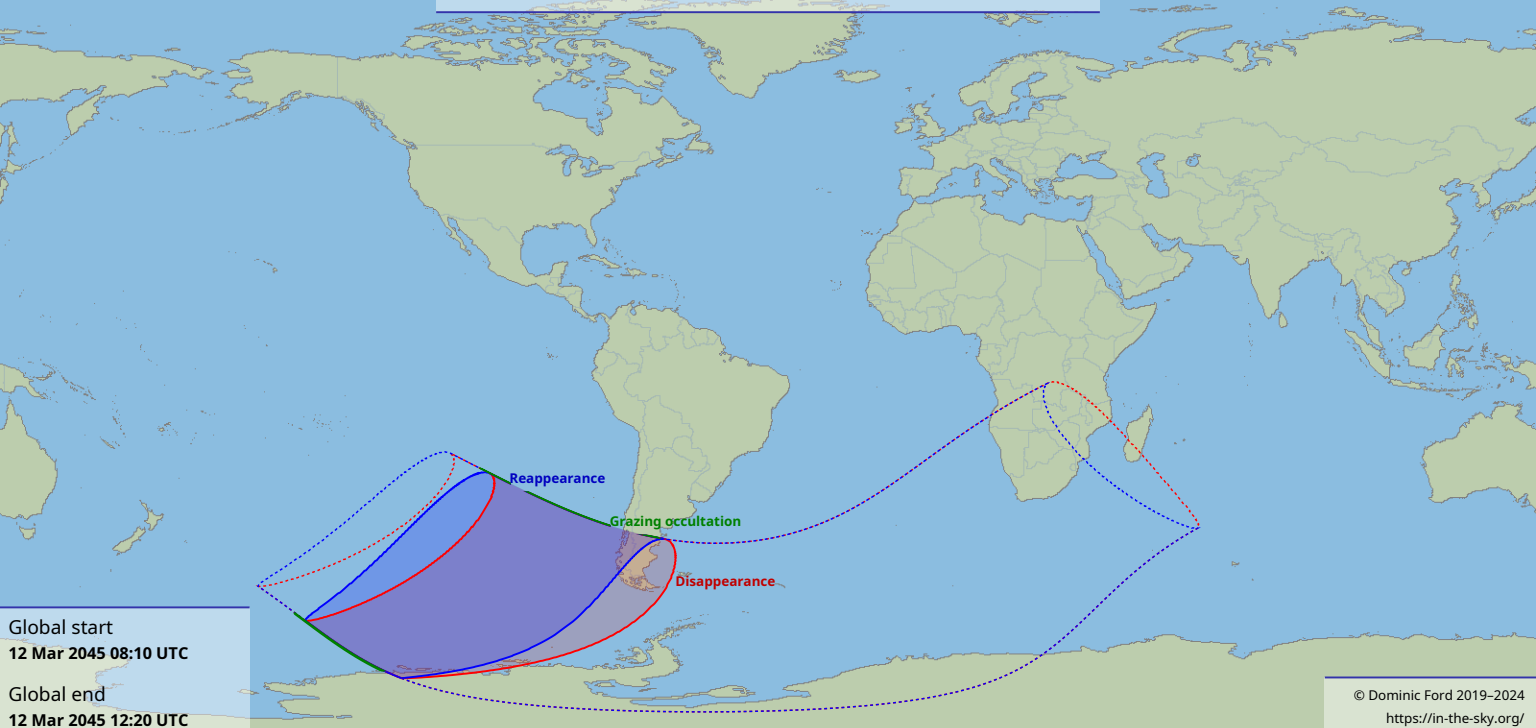 Reappearance
Grazing occultation
Disappearance
Global start
12 Mar 2045 08:10 UTC
Global end
12 Mar 2045 12:20 UTC
© Dominic Ford 2019–2024
https://in-the-sky.org/